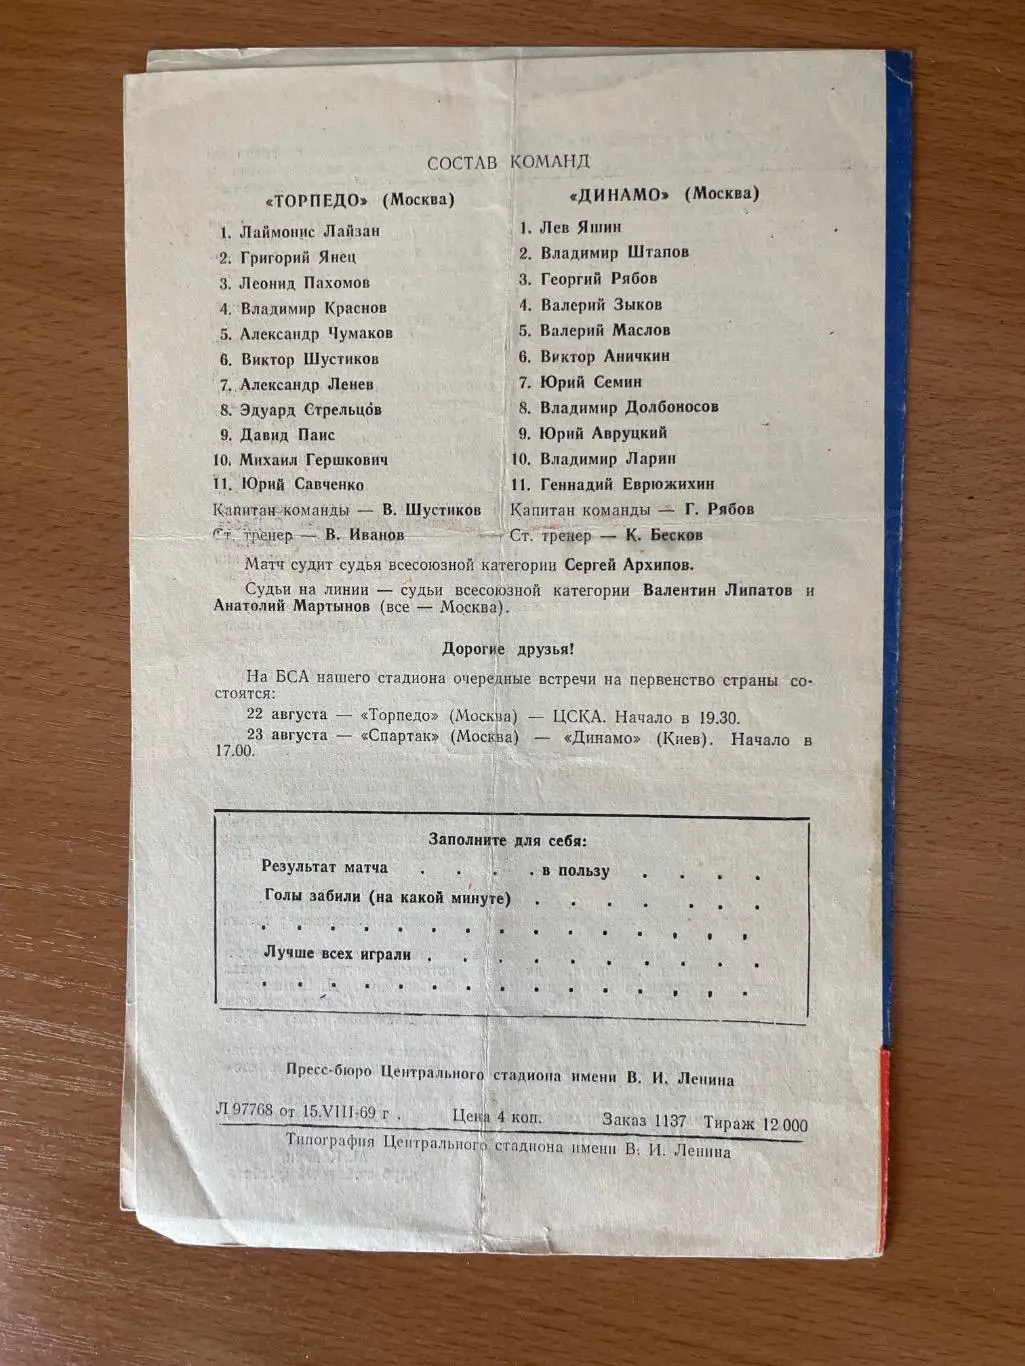 СОСТАВ КОМАНД
«ТОРПЕДО» (Москва)
1. Лаймонис Лайзан
2. Григорий Янец
3. Леонид Пахомов
4. Владимир Краснов
5. Александр Чумаков
6. Виктор Шустиков
7. Александр Ленев
8. Эдуард Стрельцов
9. Давид Паис
10. Михаил Гершкович
11. Юрий Савченко
Капитан команды — В. Шустиков
Ст. тренер — В. Иванов
«ДИНАМО» (Москва)
1. Лев Яшин
2. Владимир Штапов
3. Георгий Рябов
4. Валерий Зыков
5. Валерий Маслов
6. Виктор Аничкин
7. Юрий Семин
8. Владимир Долбоносов
9. Юрий Авруцкий
10. Владимир Ларин
11. Геннадий Еврюжихин
Капитан команды — Г. Рябов
Ст. тренер — К. Бесков
Матч судит судья всесоюзной категории Сергей Архипов.
Судьи на линии — судьи всесоюзной категории Валентин Липатов и
Анатолий Мартынов (все — Москва).
Дорогие друзья!
На БСА нашего стадиона очередные встречи на первенство страны со-
стоятся:
22 августа — «Торпедо» (Москва) — ЦСКА. Начало в 19.30.
23 августа — «Спартак» (Москва) — «Динамо» (Киев). Начало в
17.00.
Заполните для себя:
Результат матча . . . . в пользу . . . .
Голы забили (на какой минуте) . . . . . . .
. . . . . . . . . . . . . . .
Лучше всех играли . . . . . . . . . .
. . . . . . . . . . . . . . .
Пресс-бюро Центрального стадиона имени В. И. Ленина
Л 97768 от 15.VIII-69 г. Цена 4 коп. Заказ 1137 Тираж 12 000
Типография Центрального стадиона имени В. И. Ленина